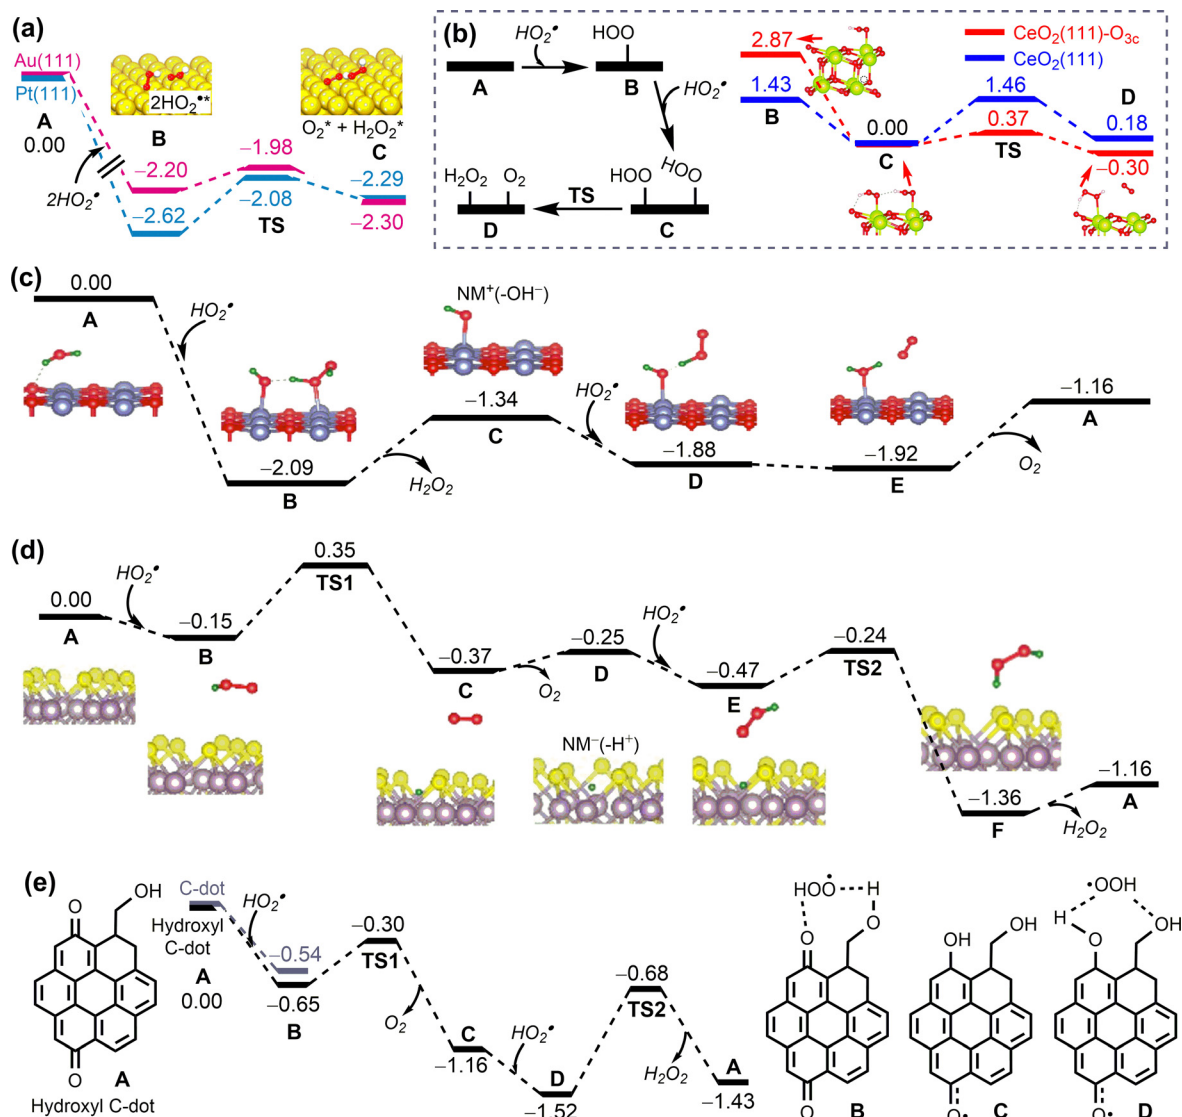 (a)
Au(111)
Pt(111)
A
0.00
2HO₂•
2HO₂•*
B
−2.20
−2.62
O₂* + H₂O₂*
C
−1.98
−2.08
TS
−2.29
−2.30
(b)
A
HO₂•
HOO
B
HO₂•
HOO
HOO
C
TS
H₂O₂ O₂
D
2.87
1.43
B
0.00
C
CeO₂(111)-O₃c
CeO₂(111)
1.46
0.37
TS
D
0.18
−0.30
(c)
0.00
A
HO₂•
−2.09
B
H₂O₂
NM⁺(-OH⁻)
−1.34
C
HO₂•
−1.88
D
−1.92
E
O₂
−1.16
A
(d)
0.00
A
HO₂•
−0.15
B
0.35
TS1
−0.37
C
O₂
−0.25
D
NM⁻(-H⁺)
HO₂•
−0.47
E
−0.24
TS2
−1.36
F
H₂O₂
−1.16
A
(e)
O
OH
O
A
Hydroxyl C-dot
C-dot
Hydroxyl
C-dot
A
0.00
HO₂•
−0.54
−0.65
B
−0.30
TS1
O₂
C
−1.16
HO₂•
D
−1.52
−0.68
TS2
H₂O₂
A
−1.43
HOO• H
O
O
O
B
OH
OH
O•
C
•OOH
H
O
OH
O•
D